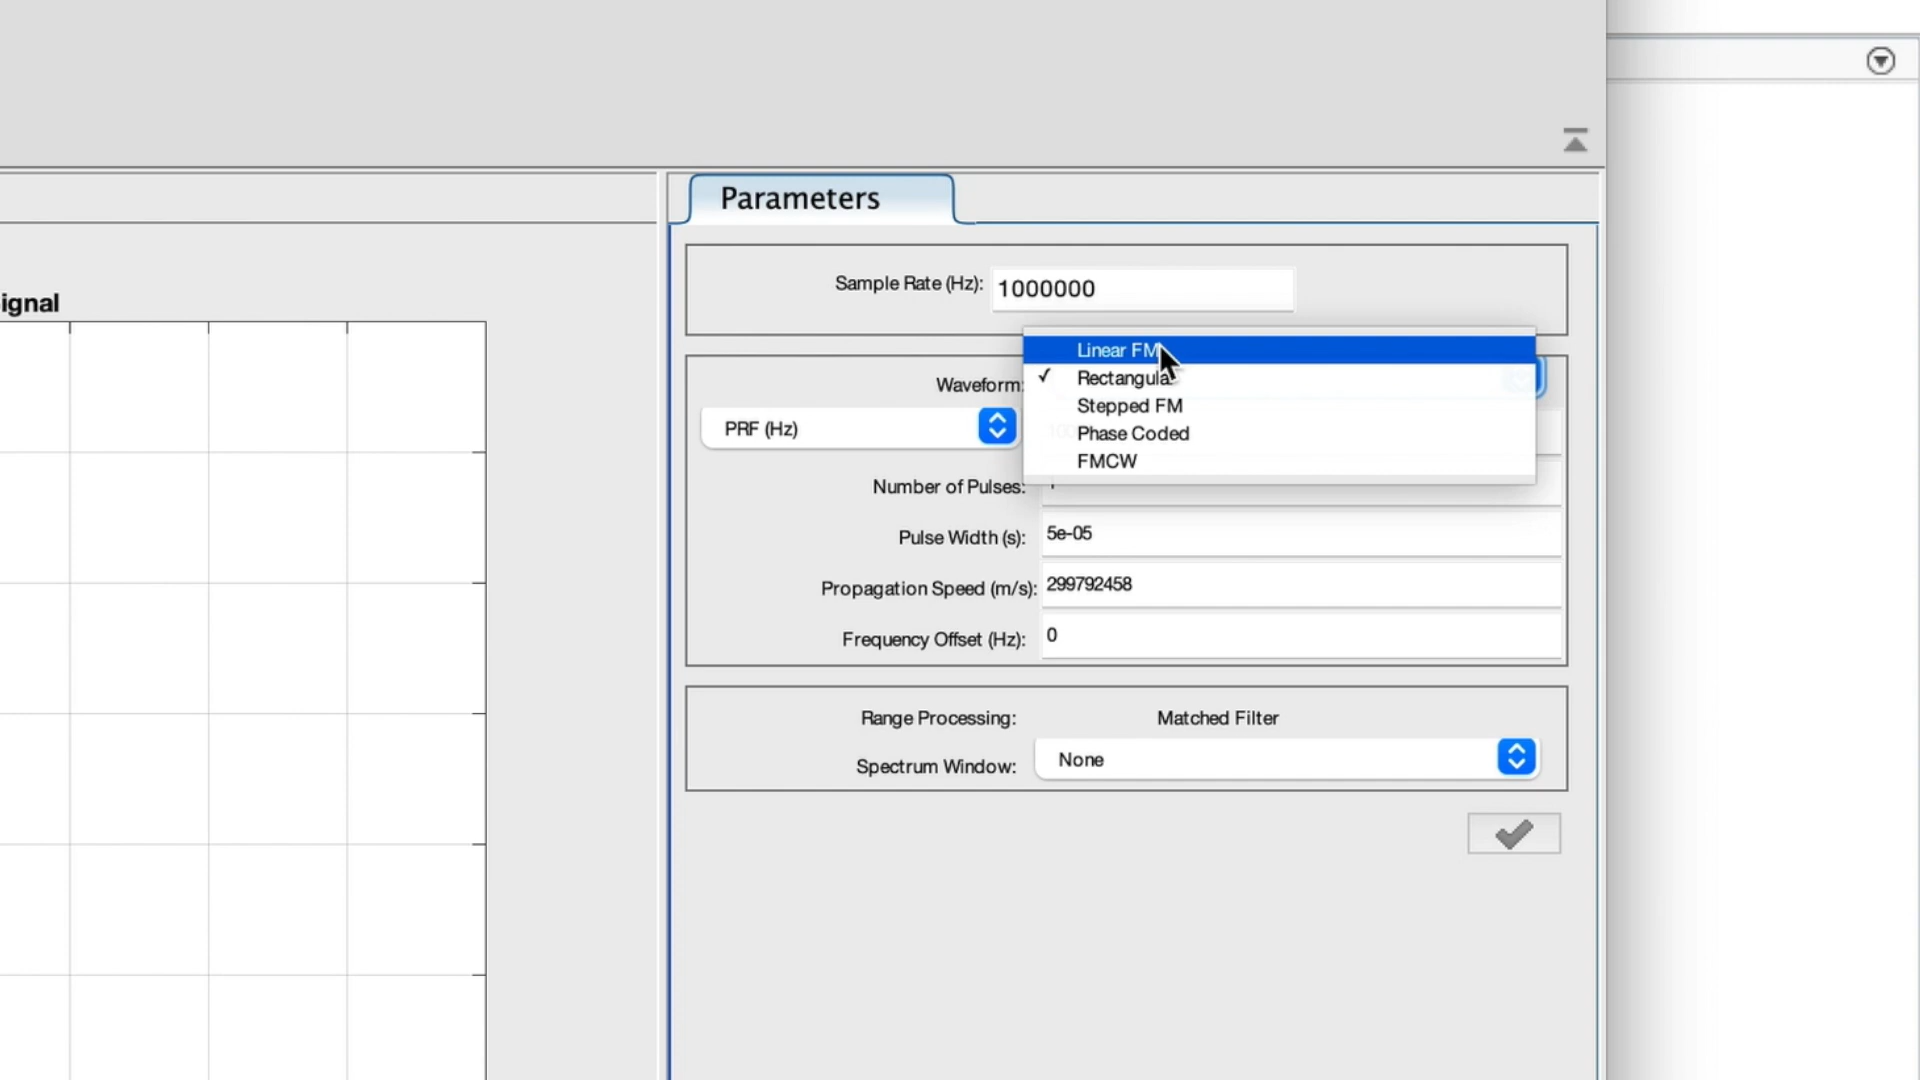 Parameters
ignal
Sample Rate (Hz): 1000000
Waveform:
Linear FM
✓ Rectangular
Stepped FM
Phase Coded
FMCW
PRF (Hz)
Number of Pulses:
Pulse Width (s): 5e-05
Propagation Speed (m/s): 299792458
Frequency Offset (Hz): 0
Range Processing: Matched Filter
Spectrum Window: None